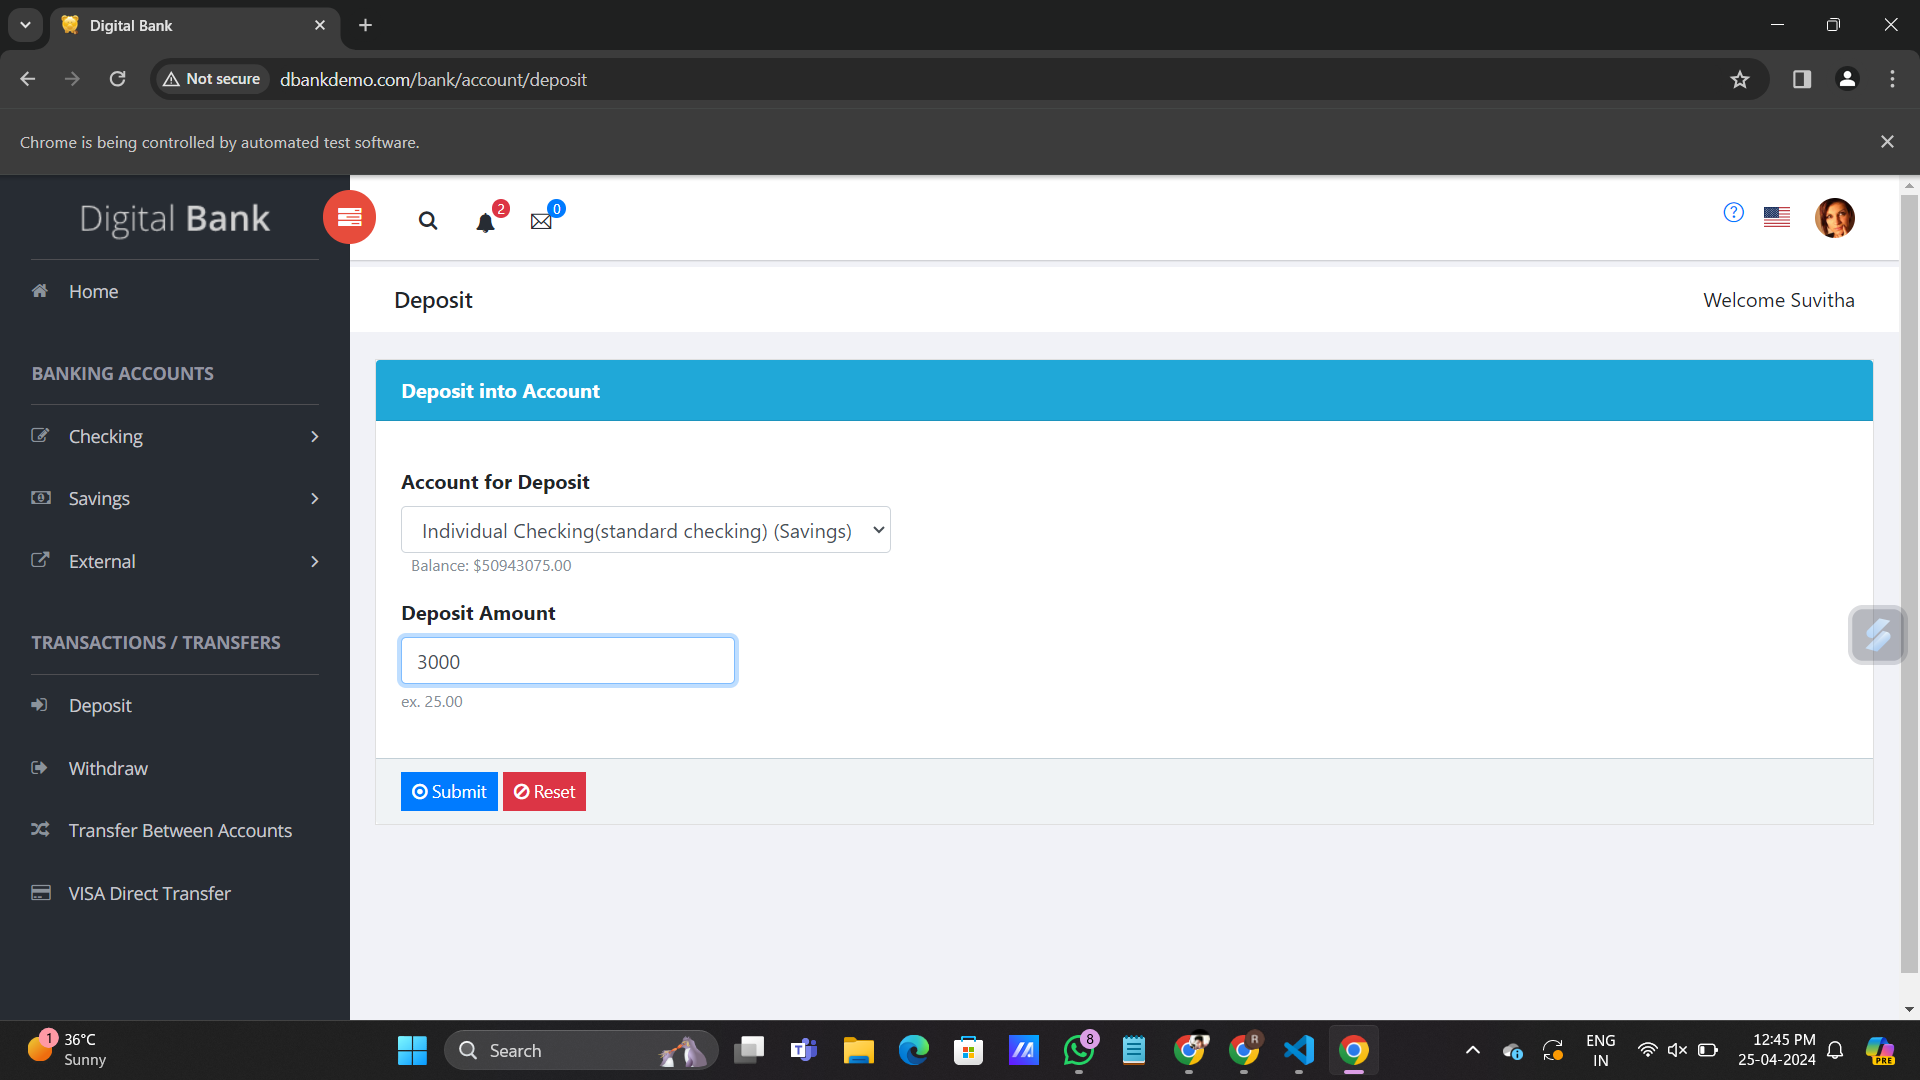 Digital Bank
Not secure
dbankdemo.com/bank/account/deposit
Chrome is being controlled by automated test software.
Digital Bank
2
0
Home
Deposit
Welcome Suvitha
BANKING ACCOUNTS
Deposit into Account
Checking
Account for Deposit
Savings
Individual Checking(standard checking) (Savings)
External
Balance: $50943075.00
Deposit Amount
TRANSACTIONS / TRANSFERS
3000
Deposit
ex. 25.00
Withdraw
Submit
Reset
Transfer Between Accounts
VISA Direct Transfer
1
36°C
Sunny
Search
8
R
ENG
IN
12:45 PM
25-04-2024
PRE